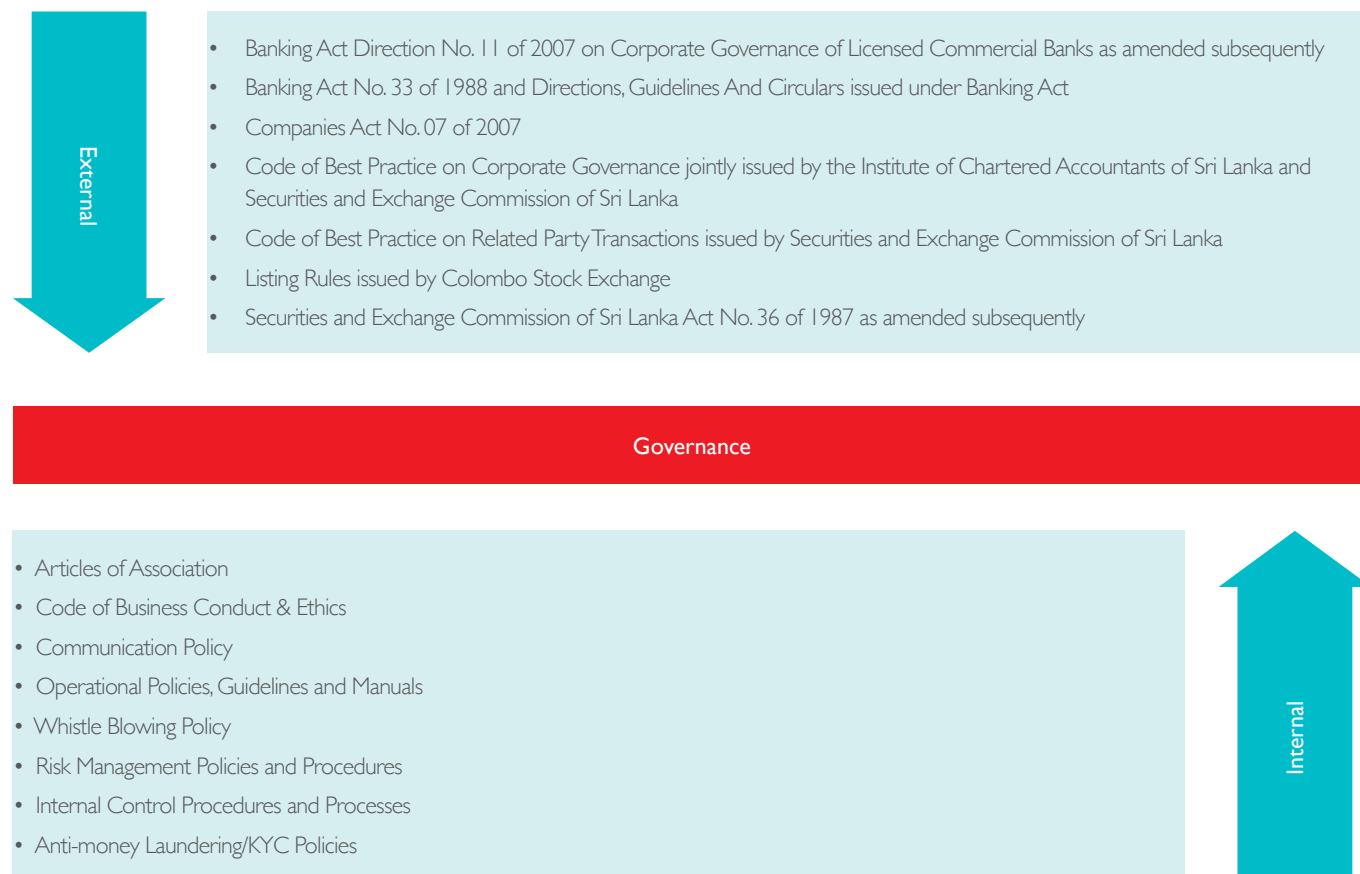 External
• Banking Act Direction No. 11 of 2007 on Corporate Governance of Licensed Commercial Banks as amended subsequently
• Banking Act No. 33 of 1988 and Directions, Guidelines And Circulars issued under Banking Act
• Companies Act No. 07 of 2007
• Code of Best Practice on Corporate Governance jointly issued by the Institute of Chartered Accountants of Sri Lanka and
Securities and Exchange Commission of Sri Lanka
• Code of Best Practice on Related Party Transactions issued by Securities and Exchange Commission of Sri Lanka
• Listing Rules issued by Colombo Stock Exchange
• Securities and Exchange Commission of Sri Lanka Act No. 36 of 1987 as amended subsequently
Governance
• Articles of Association
• Code of Business Conduct & Ethics
• Communication Policy
• Operational Policies, Guidelines and Manuals
• Whistle Blowing Policy
• Risk Management Policies and Procedures
• Internal Control Procedures and Processes
• Anti-money Laundering/KYC Policies
Internal